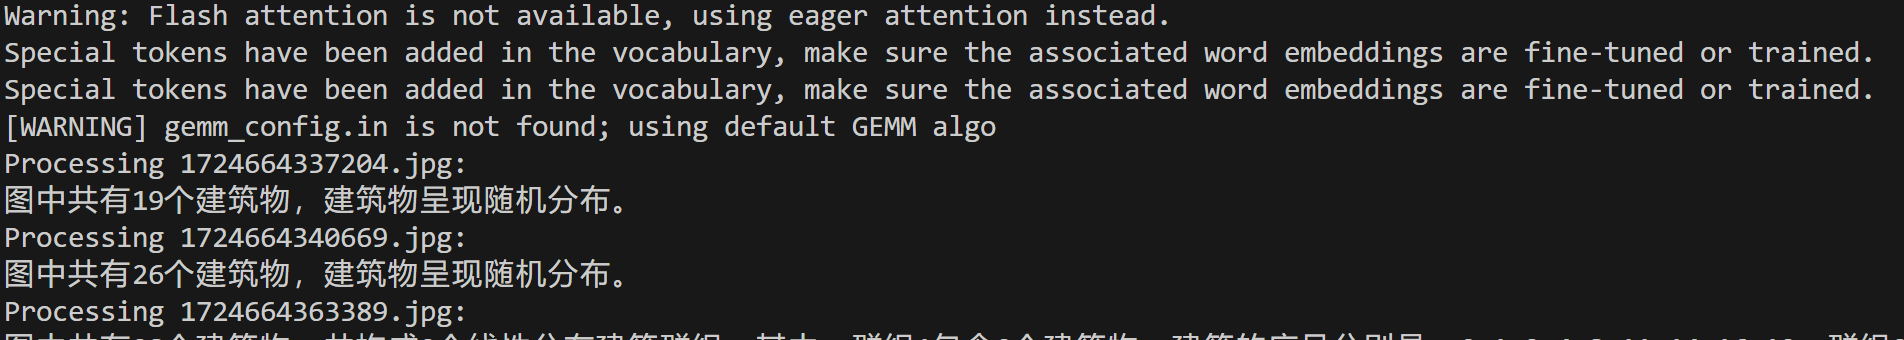 Warning: Flash attention is not available, using eager attention instead.
Special tokens have been added in the vocabulary, make sure the associated word embeddings are fine-tuned or trained.
Special tokens have been added in the vocabulary, make sure the associated word embeddings are fine-tuned or trained.
[WARNING] gemm_config.in is not found; using default GEMM algo
Processing 1724664337204.jpg:
图中共有19个建筑物，建筑物呈现随机分布。
Processing 1724664340669.jpg:
图中共有26个建筑物，建筑物呈现随机分布。
Processing 1724664363389.jpg: